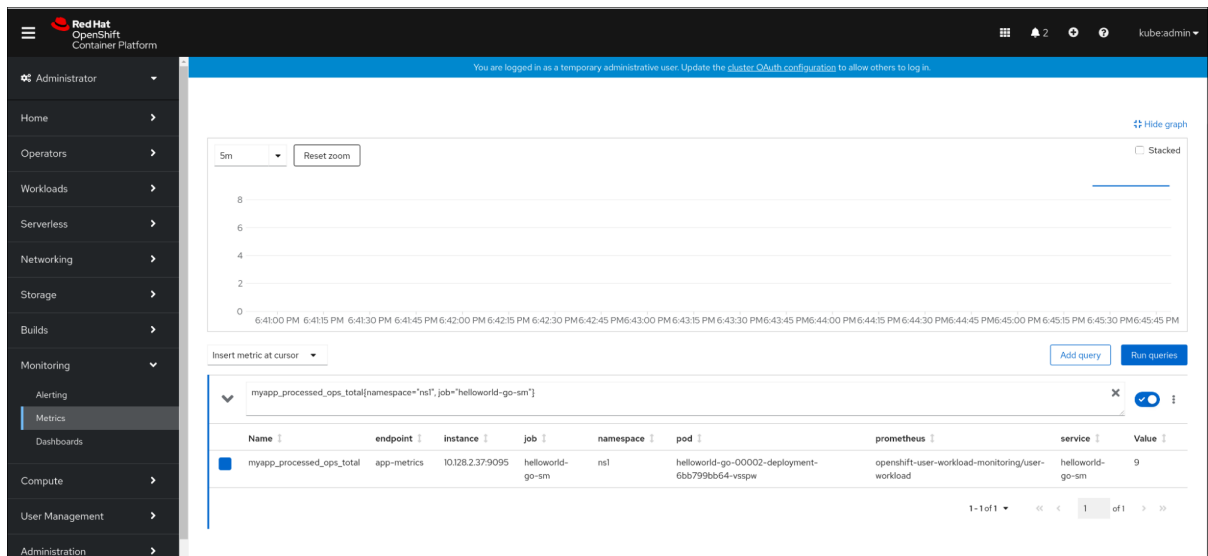 Red Hat
OpenShift
Container Platform
2
kube:admin
Administrator
You are logged in as a temporary administrative user. Update the cluster OAuth configuration to allow others to log in.
Home
Operators
Workloads
Serverless
Networking
Storage
Builds
Monitoring
Alerting
Metrics
Dashboards
Compute
User Management
Administration
Hide graph
5m
Reset zoom
Stacked
8
6
4
2
0
6:41:00 PM 6:41:15 PM 6:41:30 PM 6:41:45 PM 6:42:00 PM 6:42:15 PM 6:42:30 PM 6:42:45 PM 6:43:00 PM 6:43:15 PM 6:43:30 PM 6:43:45 PM 6:44:00 PM 6:44:15 PM 6:44:30 PM 6:44:45 PM 6:45:00 PM 6:45:15 PM 6:45:30 PM 6:45:45 PM
Insert metric at cursor
Add query
Run queries
myapp_processed_ops_total{namespace="ns1", job="helloworld-go-sm"}
Name endpoint instance job namespace pod prometheus service Value
myapp_processed_ops_total app-metrics 10.128.2.37:9095 helloworld- ns1 helloworld-go-00002-deployment- openshift-user-workload-monitoring/user- helloworld- 9
go-sm 6bb799bb64-vsspw workload go-sm
1 - 1 of 1
1 of 1